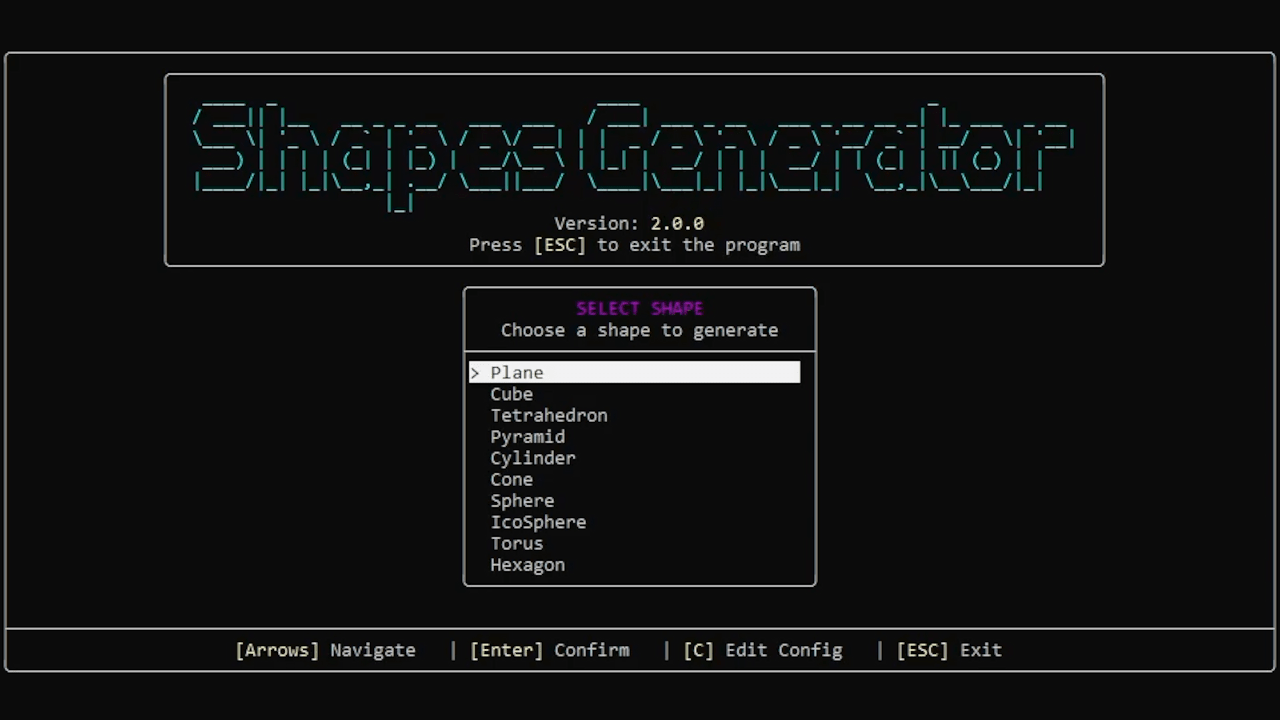 Shapes Generator
Version: 2.0.0
Press [ESC] to exit the program
SELECT SHAPE
Choose a shape to generate
> Plane
Cube
Tetrahedron
Pyramid
Cylinder
Cone
Sphere
IcoSphere
Torus
Hexagon
[Arrows] Navigate | [Enter] Confirm | [C] Edit Config | [ESC] Exit